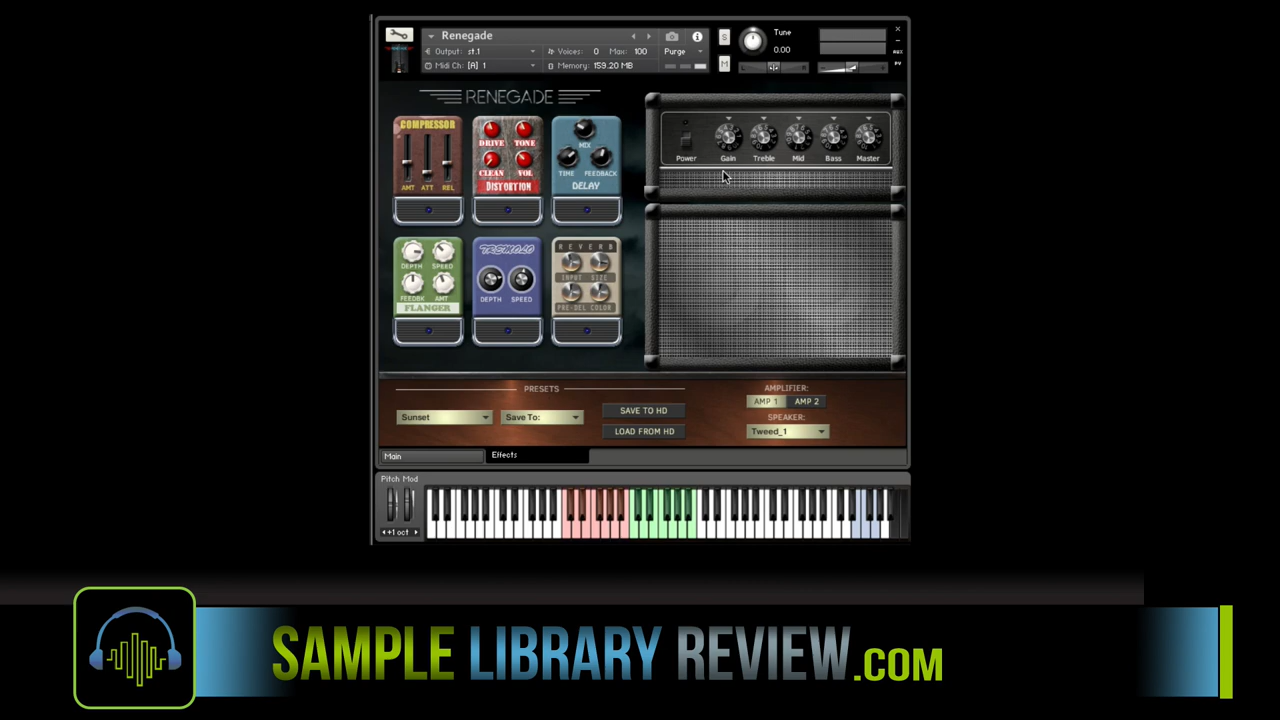 Renegade
Output: st.1
Voices: 0 Max: 100
Purge
Midi Ch: [A] 1
Memory: 159.20 MB
S
M
Tune
0.00
AUX
PV
RENEGADE
COMPRESSOR
AMT ATT REL
DRIVE TONE
CLEAN VOL
DISTORTION
MIX
TIME FEEDBACK
DELAY
Power Gain Treble Mid Bass Master
DEPTH SPEED
FEEDBK AMT
FLANGER
TREMOLO
DEPTH SPEED
REVERB
INPUT SIZE
PRE-DEL COLOR
PRESETS
Sunset
Save To:
SAVE TO HD
LOAD FROM HD
AMPLIFIER:
AMP 1 AMP 2
SPEAKER:
Tweed_1
Main
Effects
Pitch Mod
+1 oct
SAMPLE LIBRARY REVIEW.COM